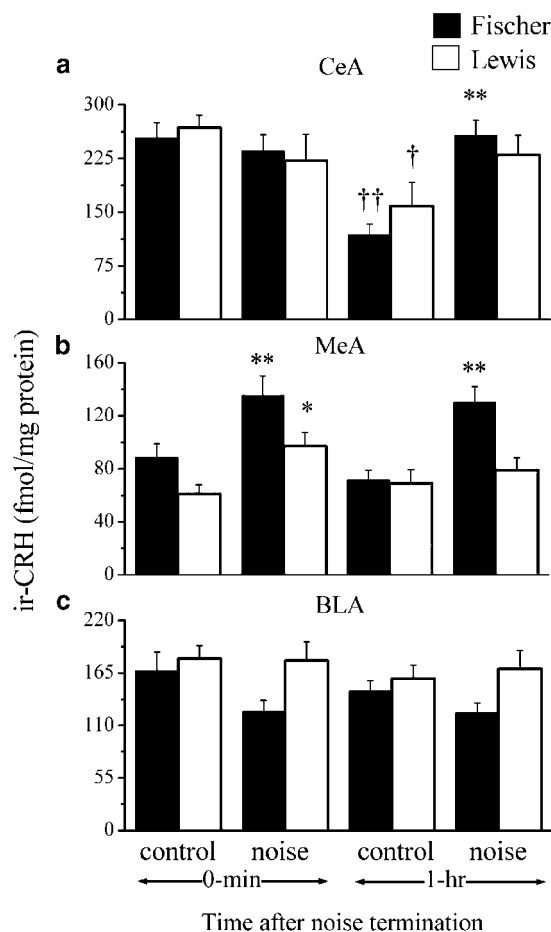 Fischer
Lewis
a
CeA
300
225
150
75
0
††
†
**
b
MeA
160
120
80
40
0
**
*
**
c
BLA
220
165
110
55
0
ir-CRH (fmol/mg protein)
control noise control noise
0-min 1-hr
Time after noise termination